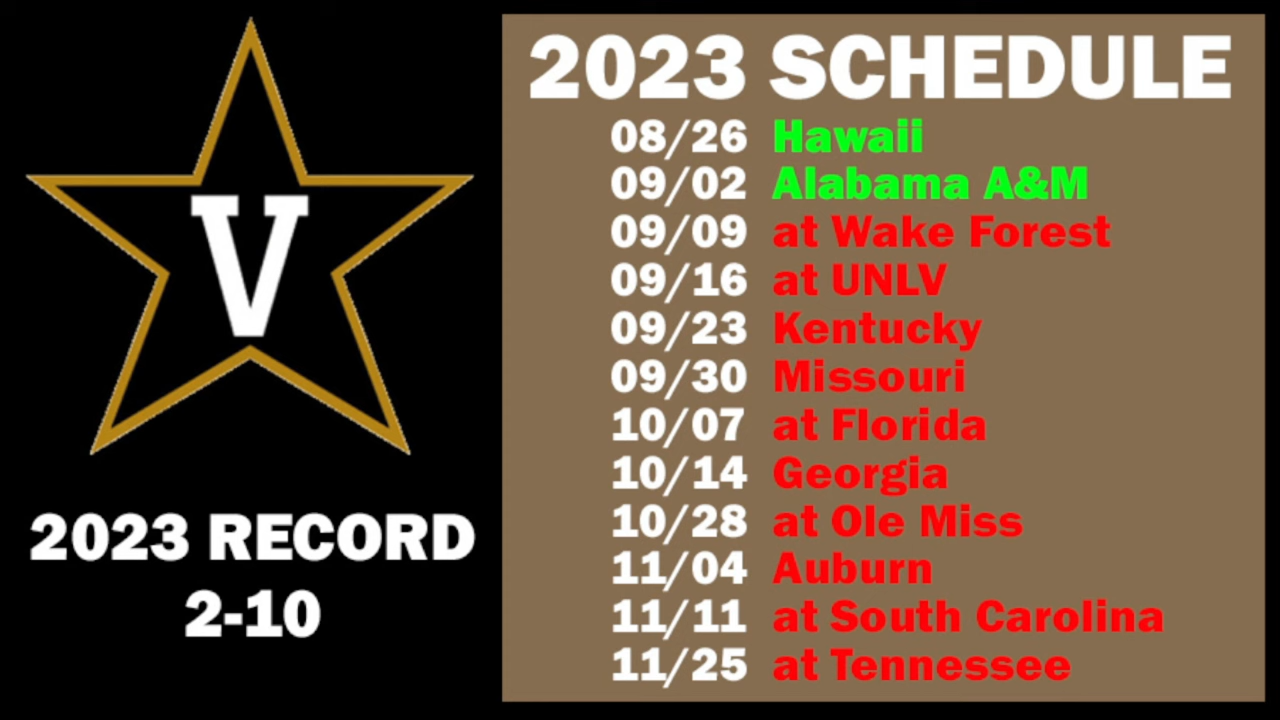 V
2023 RECORD
2-10
2023 SCHEDULE
08/26 Hawaii
09/02 Alabama A&M
09/09 at Wake Forest
09/16 at UNLV
09/23 Kentucky
09/30 Missouri
10/07 at Florida
10/14 Georgia
10/28 at Ole Miss
11/04 Auburn
11/11 at South Carolina
11/25 at Tennessee